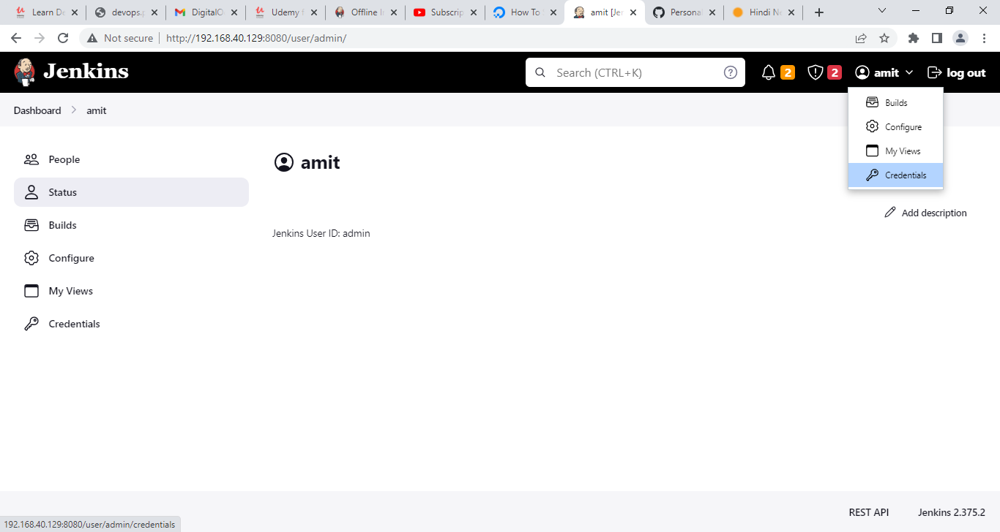 Learn De
devops.p
DigitalO
Udemy f
Offline I
Subscrip
How To
amit [Jer
Persona
Hindi Ne
Not secure
http://192.168.40.129:8080/user/admin/
Jenkins
Search (CTRL+K)
2
2
amit
log out
Dashboard
amit
Builds
Configure
My Views
Credentials
People
Status
Builds
Configure
My Views
Credentials
amit
Add description
Jenkins User ID: admin
REST API
Jenkins 2.375.2
192.168.40.129:8080/user/admin/credentials